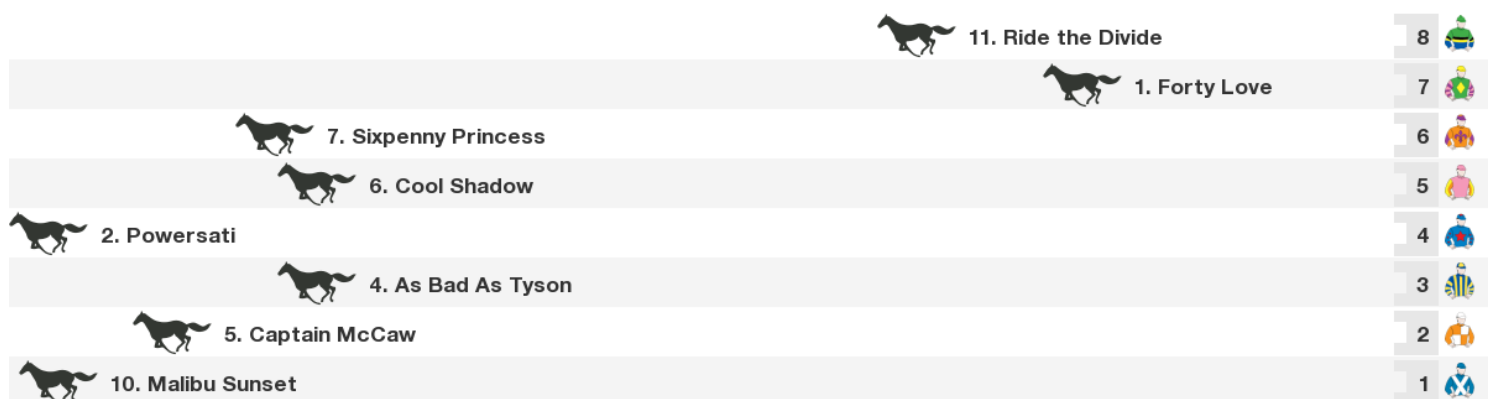 11. Ride the Divide 8
1. Forty Love 7
7. Sixpenny Princess 6
6. Cool Shadow 5
2. Powersati 4
4. As Bad As Tyson 3
5. Captain McCaw 2
10. Malibu Sunset 1